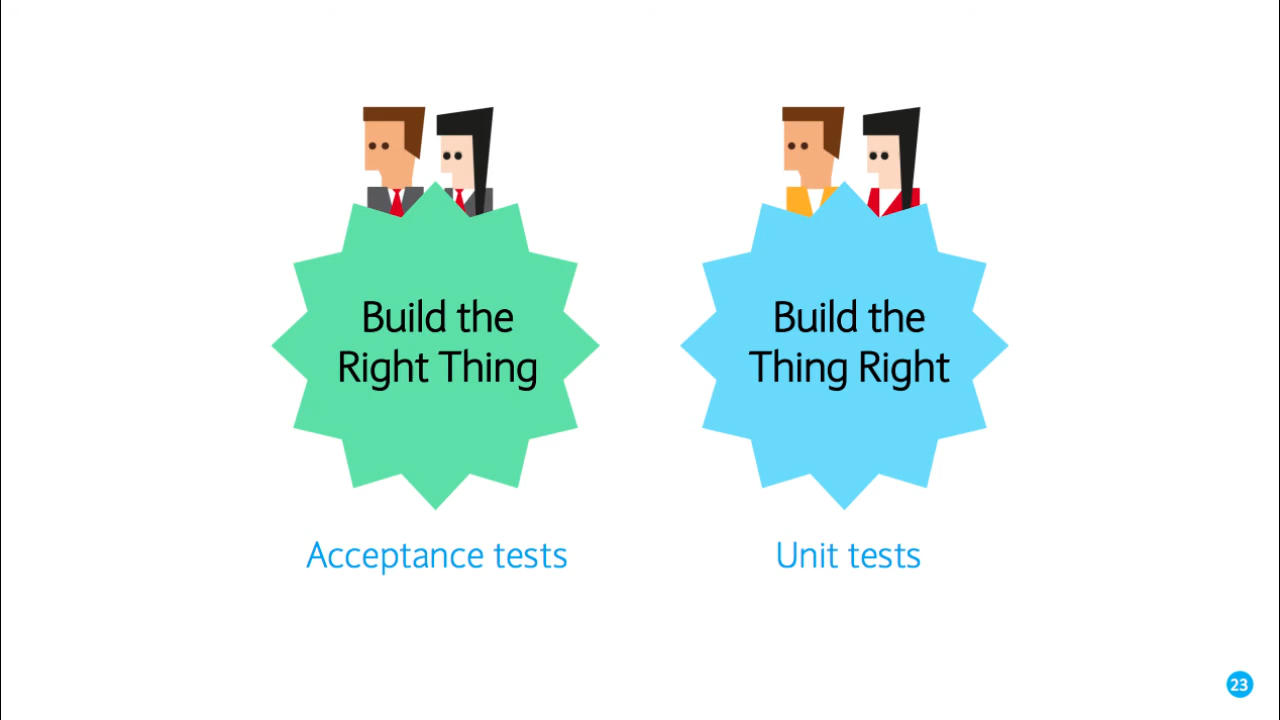 Build the
Right Thing
Build the
Thing Right
Acceptance tests
Unit tests
23